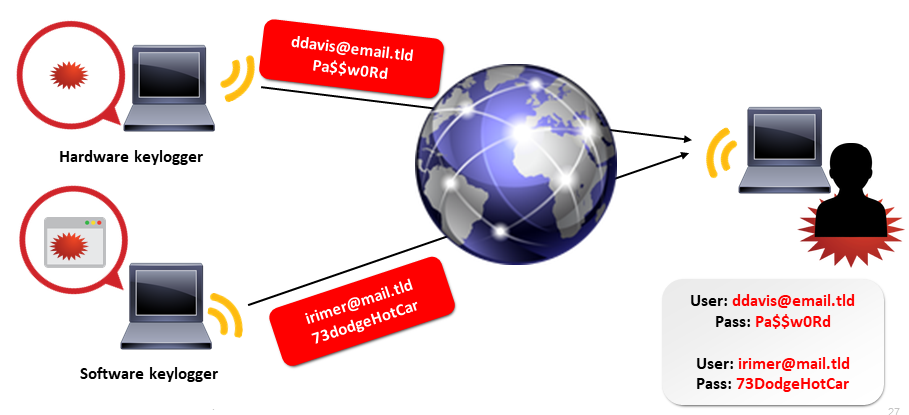 ddavis@email.tld
Pa$$w0Rd
Hardware keylogger
irimer@mail.tld
73dodgeHotCar
Software keylogger
User: ddavis@email.tld
Pass: Pa$$w0Rd
User: irimer@mail.tld
Pass: 73DodgeHotCar
27